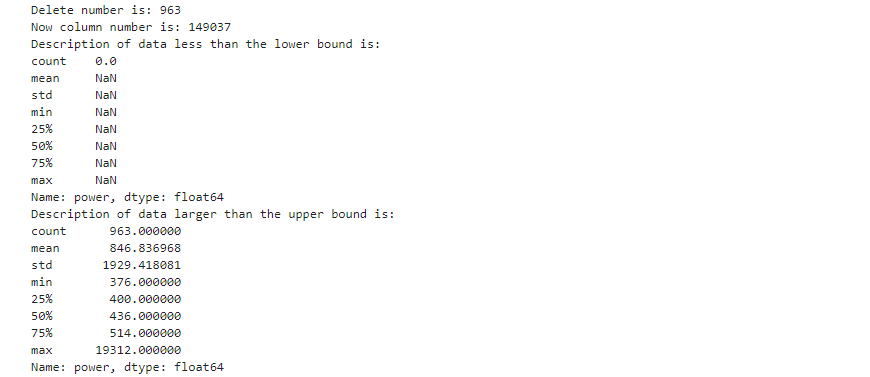 Delete number is: 963
Now column number is: 149037
Description of data less than the lower bound is:
count    0.0
mean     NaN
std      NaN
min      NaN
25%      NaN
50%      NaN
75%      NaN
max      NaN
Name: power, dtype: float64
Description of data larger than the upper bound is:
count      963.000000
mean       846.836968
std       1929.418081
min        376.000000
25%        400.000000
50%        436.000000
75%        514.000000
max      19312.000000
Name: power, dtype: float64